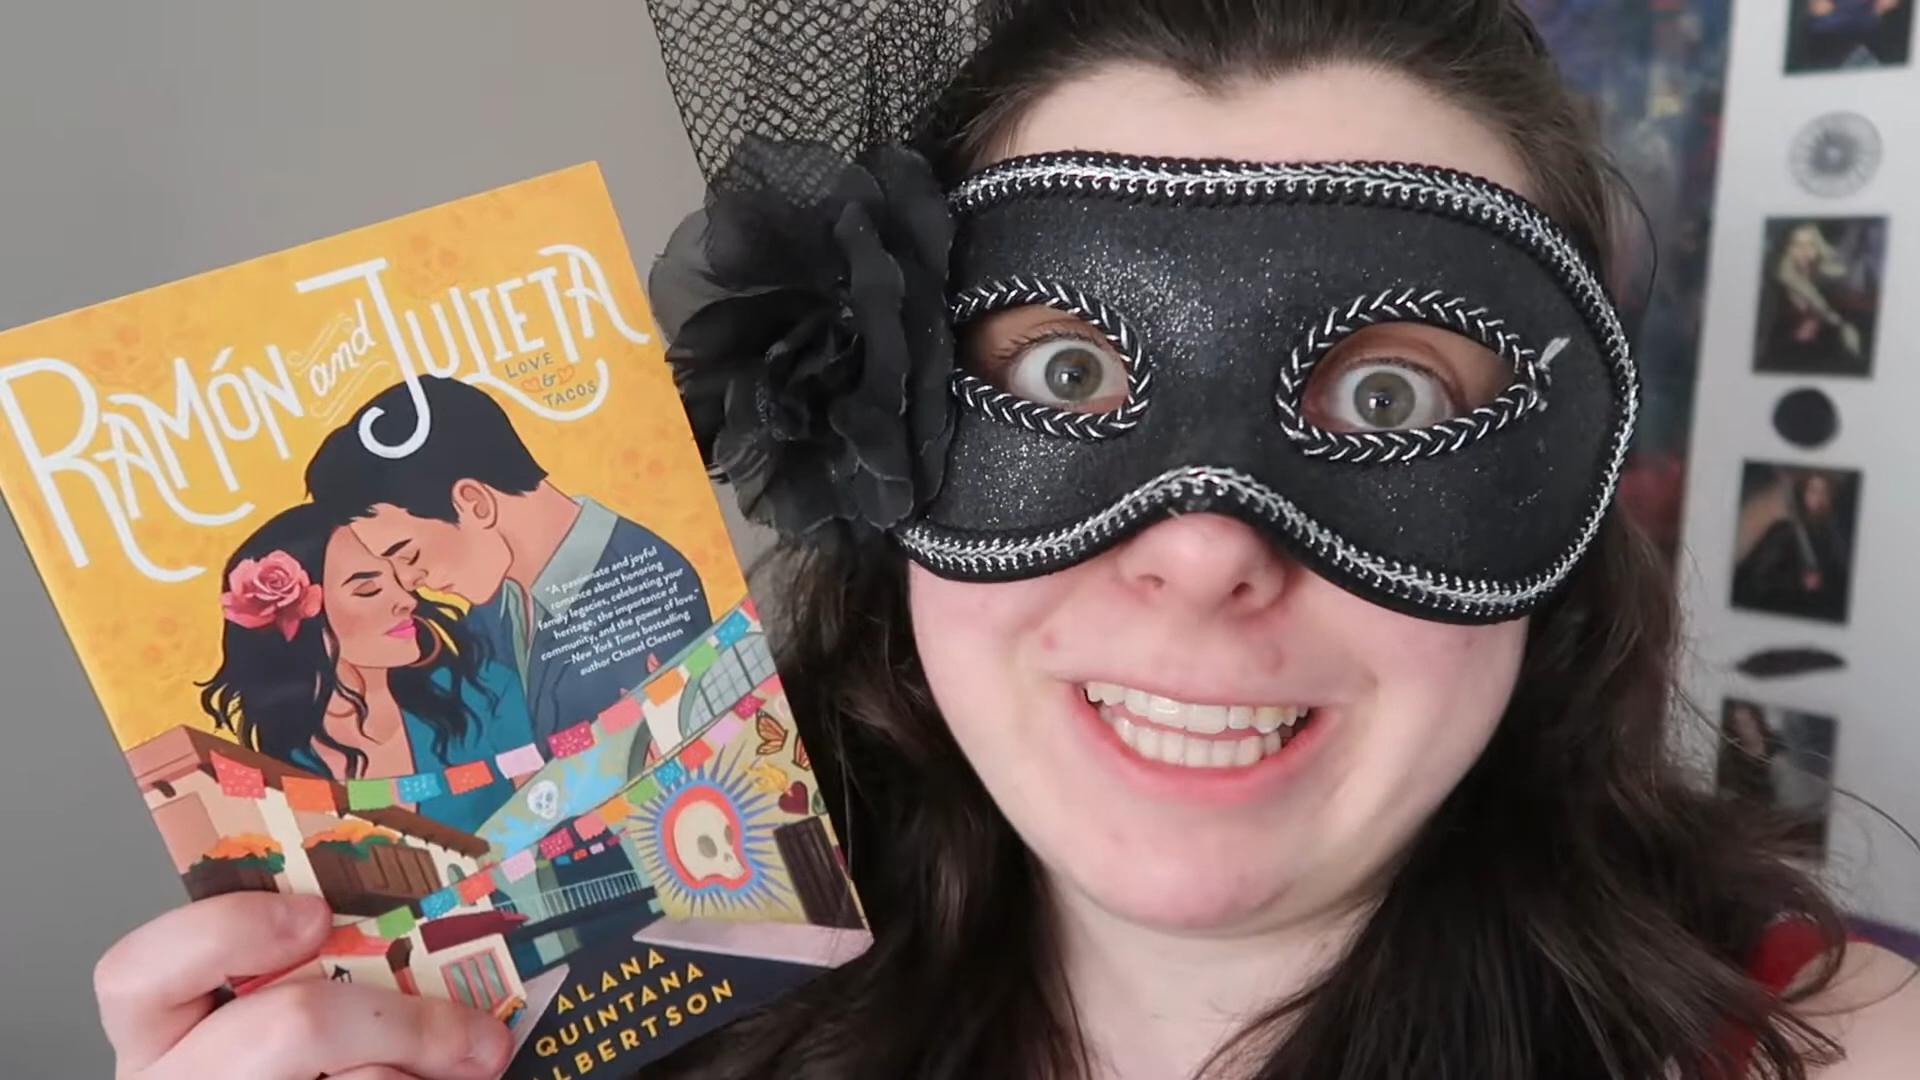 RAMÓN and JULIETA
LOVE
&
TACOS
"A passionate and joyful
romance about honoring
family legacies, celebrating your
heritage, the importance of
community, and the power of love."
—New York Times bestselling
author Chanel Cleeton
ALANA
QUINTANA
ALBERTSON